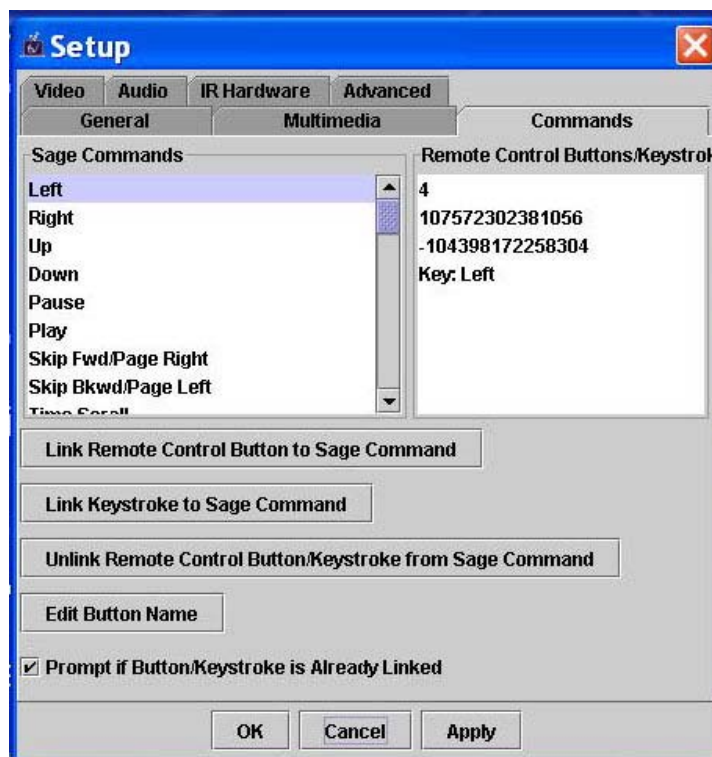 Setup
Video Audio IR Hardware Advanced
General Multimedia Commands
Sage Commands
Left
Right
Up
Down
Pause
Play
Skip Fwd/Page Right
Skip Bkwd/Page Left
Time Scroll
Remote Control Buttons/Keystrok
4
107572302381056
-104398172258304
Key: Left
Link Remote Control Button to Sage Command
Link Keystroke to Sage Command
Unlink Remote Control Button/Keystroke from Sage Command
Edit Button Name
Prompt if Button/Keystroke is Already Linked
OK Cancel Apply